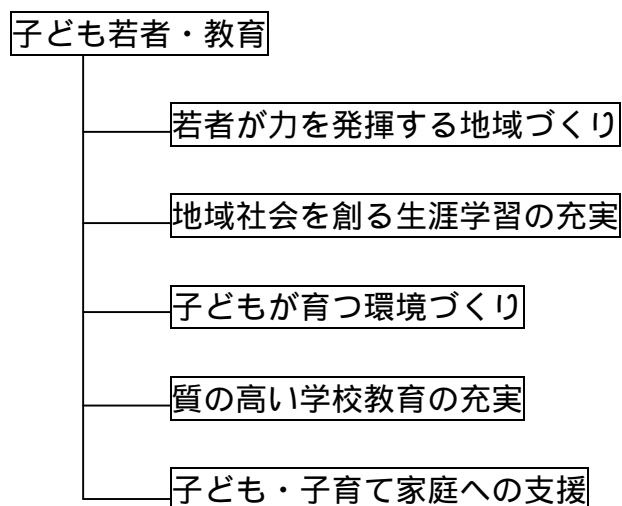 子ども若者・教育
若者が力を発揮する地域づくり
地域社会を創る生涯学習の充実
子どもが育つ環境づくり
質の高い学校教育の充実
子ども・子育て家庭への支援